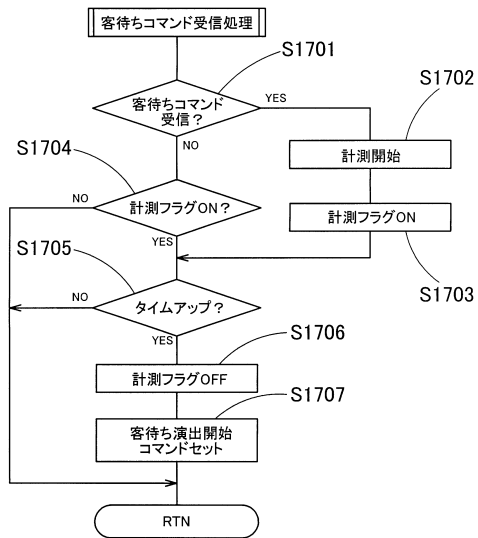 客待ちコマンド受信処理
S1701
S1702
客待ちコマンド
受信？
YES
NO
計測開始
S1704
NO
計測フラグON？
YES
計測フラグON
S1703
S1705
NO
タイムアップ？
YES
S1706
計測フラグOFF
S1707
客待ち演出開始
コマンドセット
RTN